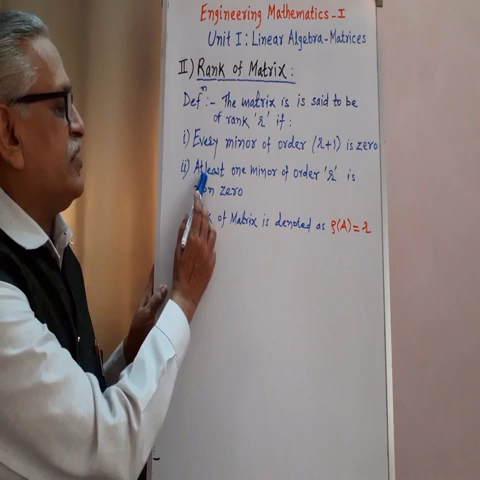 Engineering Mathematics-I
Unit I: Linear Algebra-Matrices
II) Rank of Matrix:
Defⁿ:- The matrix is is said to be
of rank 'r' if:
i) Every minor of order (r+1) is zero
ii) Atleast one minor of order 'r' is
zero
of Matrix is denoted as ρ(A) = r